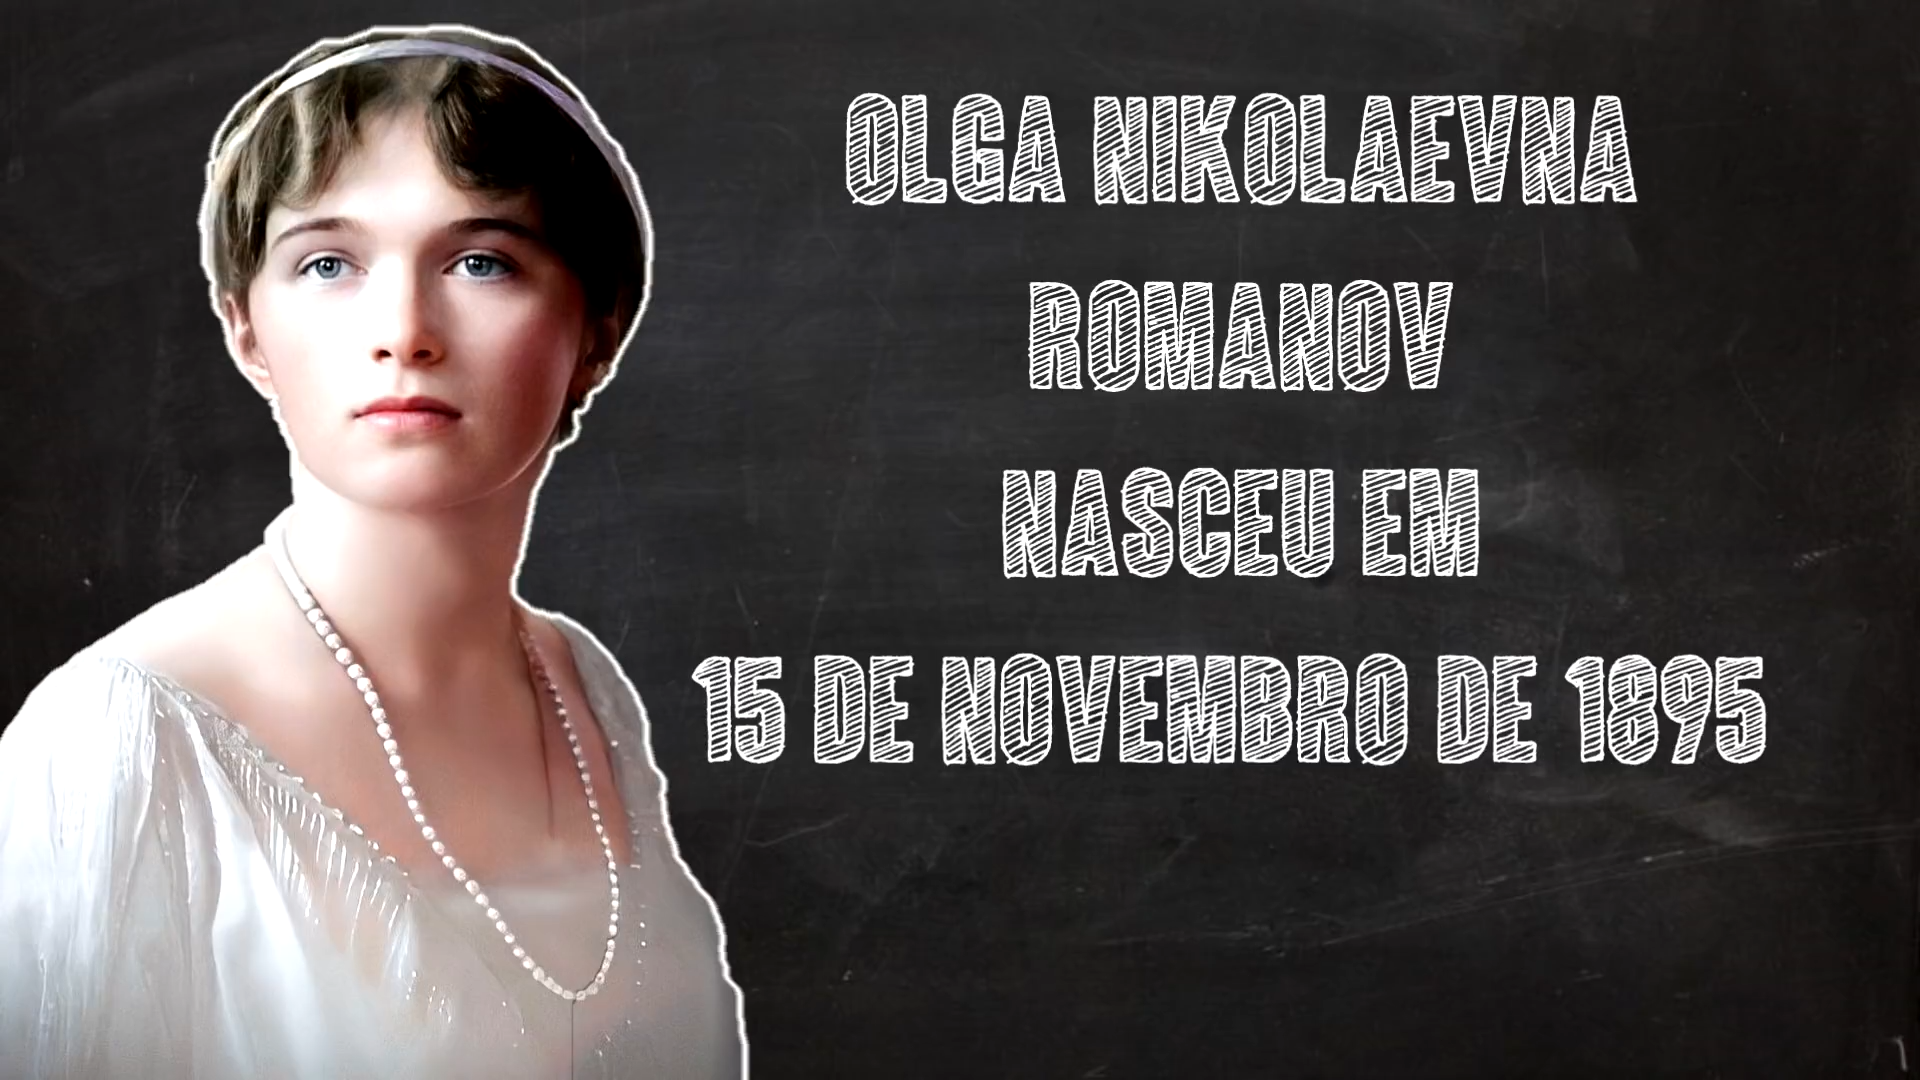 OLGA NIKOLAEVNA
ROMANOV
NASCEU EM
15 DE NOVEMBRO DE 1895